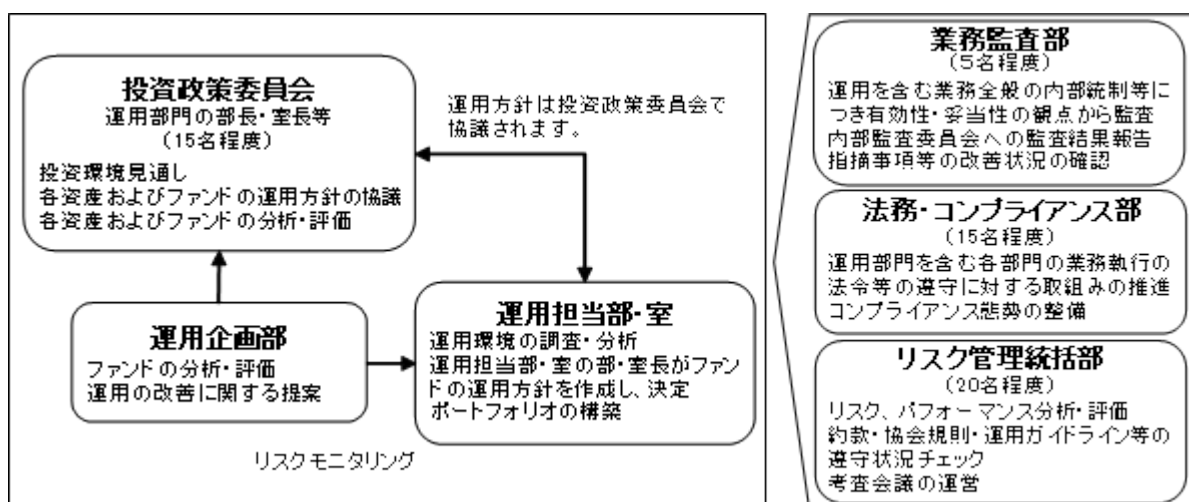 投資政策委員会
運用部門の部長・室長等
(15名程度)
投資環境見通し
各資産およびファンドの運用方針の協議
各資産およびファンドの分析・評価
運用方針は投資政策委員会で
協議されます。
運用企画部
ファンドの分析・評価
運用の改善に関する提案
運用担当部・室
運用環境の調査・分析
運用担当部・室の部・室長がファン
ドの運用方針を作成し、決定
ポートフォリオの構築
リスクモニタリング
業務監査部
(5名程度)
運用を含む業務全般の内部統制等に
つき有効性・妥当性の観点から監査
内部監査委員会への監査結果報告
指摘事項等の改善状況の確認
法務・コンプライアンス部
(15名程度)
運用部門を含む各部門の業務執行の
法令等の遵守に対する取組みの推進
コンプライアンス態勢の整備
リスク管理統括部
(20名程度)
リスク、パフォーマンス分析・評価
約款・協会規則・運用ガイドライン等の
遵守状況チェック
考査会議の運営